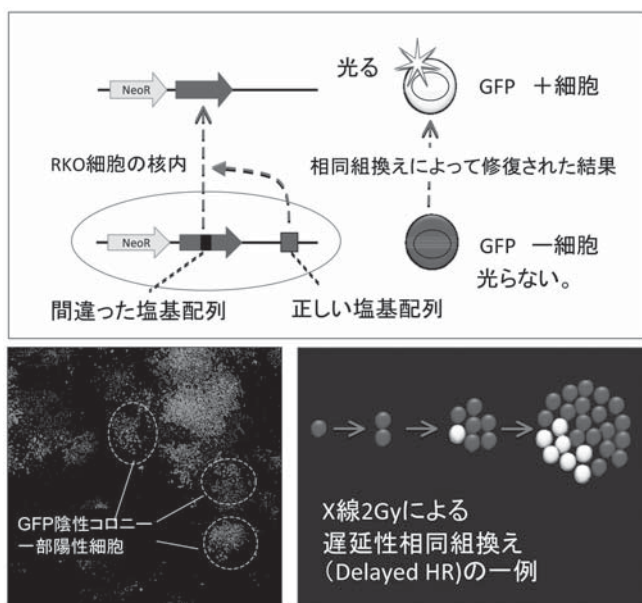 光る
NeoR
GFP ＋細胞
RKO細胞の核内
相同組換えによって修復された結果
NeoR
GFP －細胞
光らない。
間違った塩基配列
正しい塩基配列
GFP陰性コロニー
一部陽性細胞
X線2Gyによる
遅延性相同組換え
（Delayed HR)の一例